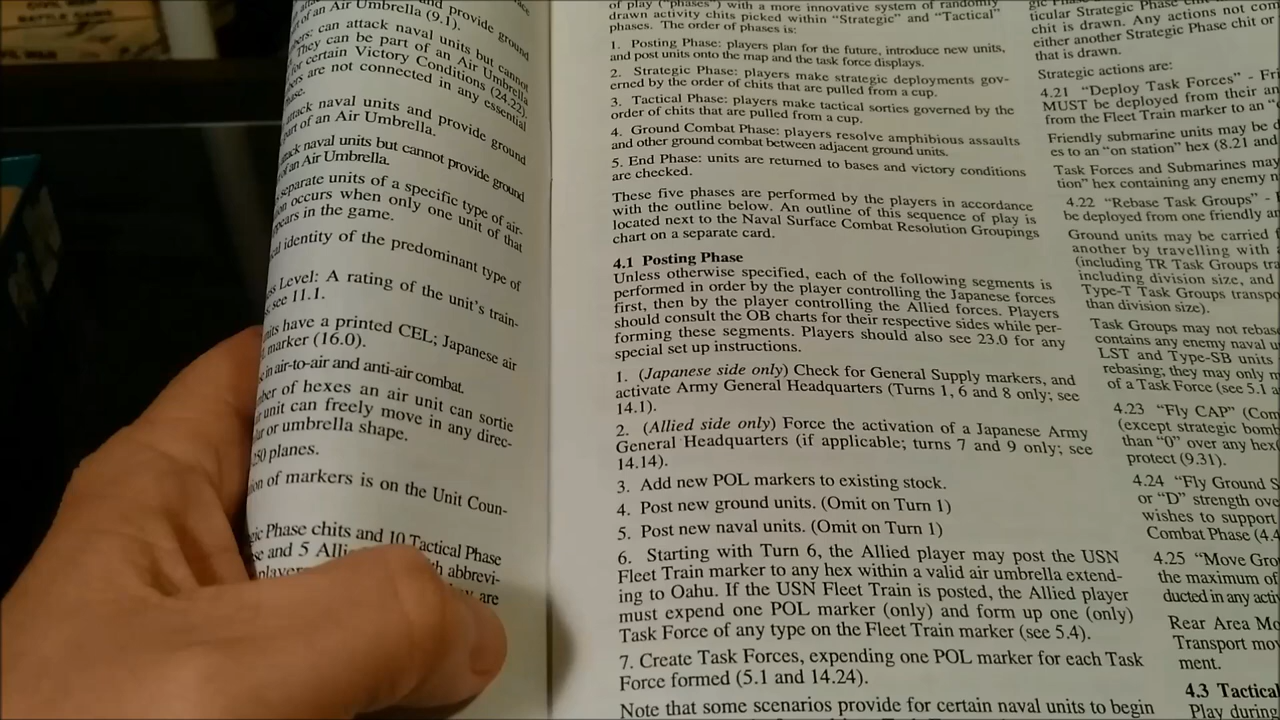 BATTLE GAME
and provide ground
of an Air Umbrella (9.1).
can attack naval units but cannot
They can be part of an Air Umbrella
for certain Victory Conditions (24.22).
are not connected in any essential
attack naval units and provide ground
part of an Air Umbrella.
naval units but cannot provide ground
of an Air Umbrella.
separate units of a specific type of air-
occurs when only one unit of that
in the game.
identity of the predominant type of
Level: A rating of the unit's train-
see 11.1.
have a printed CEL; Japanese air
marker (16.0).
in air-to-air and anti-air combat.
of hexes an air unit can sortie
unit can freely move in any direc-
or umbrella shape.
planes.
of markers is on the Unit Coun-
Phase chits and 10 Tactical Phase
and 5
abbrevi-
are
of play ("phases") with a more innovative system of randomly
drawn activity chits picked within "Strategic" and "Tactical"
phases. The order of phases is:
1. Posting Phase: players plan for the future, introduce new units,
and post units onto the map and the task force displays.
2. Strategic Phase: players make strategic deployments gov-
erned by the order of chits that are pulled from a cup.
3. Tactical Phase: players make tactical sorties governed by the
order of chits that are pulled from a cup.
4. Ground Combat Phase: players resolve amphibious assaults
and other ground combat between adjacent ground units.
5. End Phase: units are returned to bases and victory conditions
are checked.
These five phases are performed by the players in accordance
with the outline below. An outline of this sequence of play is
located next to the Naval Surface Combat Resolution Groupings
chart on a separate card.
4.1 Posting Phase
Unless otherwise specified, each of the following segments is
performed in order by the player controlling the Japanese forces
first, then by the player controlling the Allied forces. Players
should consult the OB charts for their respective sides while per-
forming these segments. Players should also see 23.0 for any
special set up instructions.
1. (Japanese side only) Check for General Supply markers, and
activate Army General Headquarters (Turns 1, 6 and 8 only; see
14.1).
2. (Allied side only) Force the activation of a Japanese Army
General Headquarters (if applicable; turns 7 and 9 only; see
14.14).
3. Add new POL markers to existing stock.
4. Post new ground units. (Omit on Turn 1)
5. Post new naval units. (Omit on Turn 1)
6. Starting with Turn 6, the Allied player may post the USN
Fleet Train marker to any hex within a valid air umbrella extend-
ing to Oahu. If the USN Fleet Train is posted, the Allied player
must expend one POL marker (only) and form up one (only)
Task Force of any type on the Fleet Train marker (see 5.4).
7. Create Task Forces, expending one POL marker for each Task
Force formed (5.1 and 14.24).
Note that some scenarios provide for certain naval units to begin
ticular Strategic Phase chit
chit is drawn. Any actions not com
either another Strategic Phase chit or
that is drawn.
Strategic actions are:
4.21 "Deploy Task Forces" - Fri
MUST be deployed from their an
from the Fleet Train marker to an "
Friendly submarine units may be d
es to an "on station" hex (8.21 and
Task Forces and Submarines may
tion" hex containing any enemy n
4.22 "Rebase Task Groups" -
be deployed from one friendly an
Ground units may be carried f
another by travelling with
(including TR Task Groups tra
including division size, and
Type-T Task Groups transpo
than division size).
Task Groups may not rebas
contains any enemy naval u
LST and Type-SB units
rebasing; they may only m
of a Task Force (see 5.1 a
4.23 "Fly CAP" (Com
(except strategic bomb
than "0" over any hex
protect (9.31).
4.24 "Fly Ground S
or "D" strength ove
wishes to support
Combat Phase (4.4
4.25 "Move Gro
the maximum of
ducted in any activ
Rear Area Mo
Transport mov
ment.
4.3 Tactical
Play during